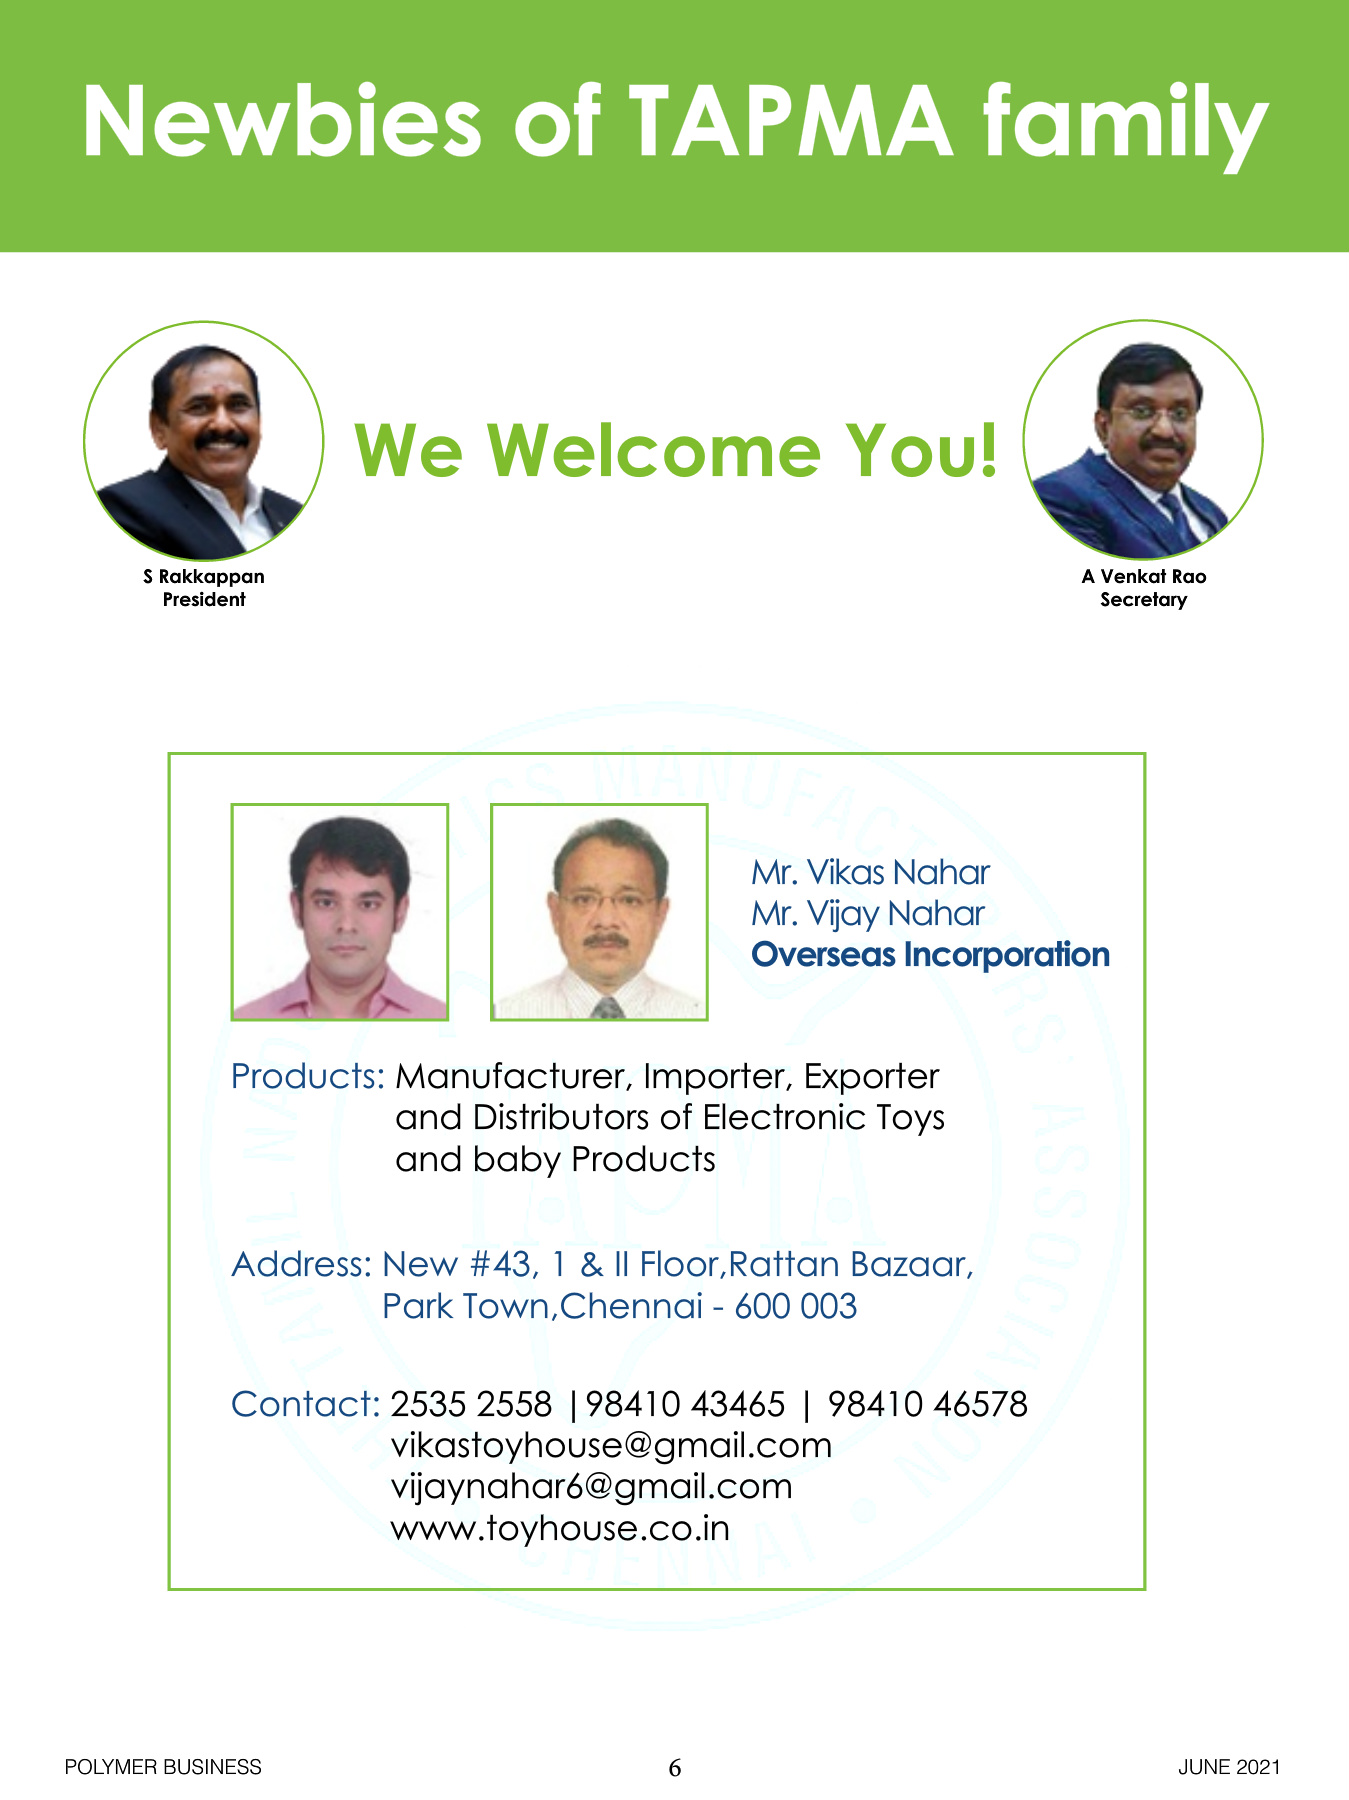 Newbies of TAPMA family
We Welcome You!
S Rakkappan
President
A Venkat Rao
Secretary
Mr. Vikas Nahar
Mr. Vijay Nahar
Overseas Incorporation
Products: Manufacturer, Importer, Exporter
and Distributors of Electronic Toys
and baby Products
Address: New #43, 1 & II Floor,Rattan Bazaar,
Park Town,Chennai - 600 003
Contact: 2535 2558 |98410 43465 | 98410 46578
vikastoyhouse@gmail.com
vijaynahar6@gmail.com
www.toyhouse.co.in
TAPMA
CHENNAI
POLYMER BUSINESS
6
JUNE 2021